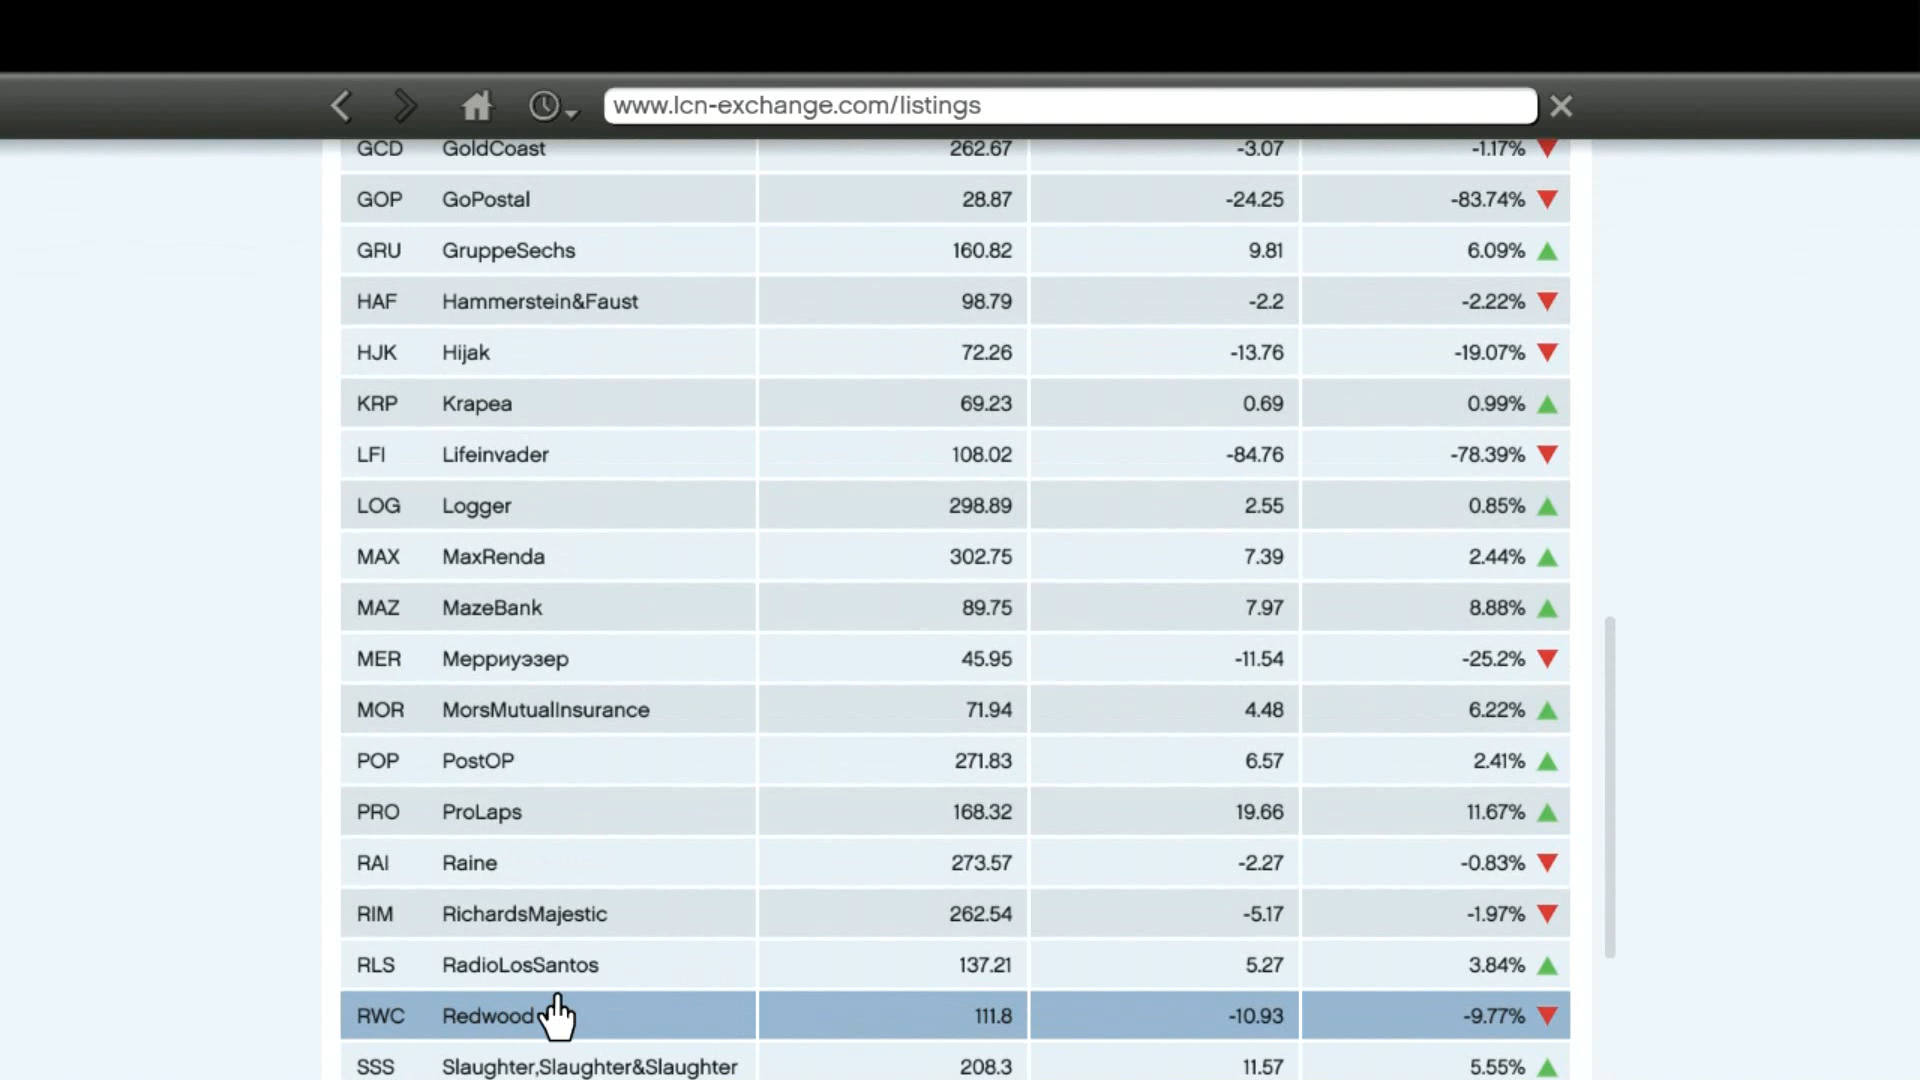 www.lcn-exchange.com/listings
GCD GoldCoast 262.67 -3.07 -1.17%
GOP GoPostal 28.87 -24.25 -83.74%
GRU GruppeSechs 160.82 9.81 6.09%
HAF Hammerstein&Faust 98.79 -2.2 -2.22%
HJK Hijak 72.26 -13.76 -19.07%
KRP Krapea 69.23 0.69 0.99%
LFI Lifeinvader 108.02 -84.76 -78.39%
LOG Logger 298.89 2.55 0.85%
MAX MaxRenda 302.75 7.39 2.44%
MAZ MazeBank 89.75 7.97 8.88%
MER Мерриуэзер 45.95 -11.54 -25.2%
MOR MorsMutualInsurance 71.94 4.48 6.22%
POP PostOP 271.83 6.57 2.41%
PRO ProLaps 168.32 19.66 11.67%
RAI Raine 273.57 -2.27 -0.83%
RIM RichardsMajestic 262.54 -5.17 -1.97%
RLS RadioLosSantos 137.21 5.27 3.84%
RWC Redwood 111.8 -10.93 -9.77%
SSS Slaughter,Slaughter&Slaughter 208.3 11.57 5.55%